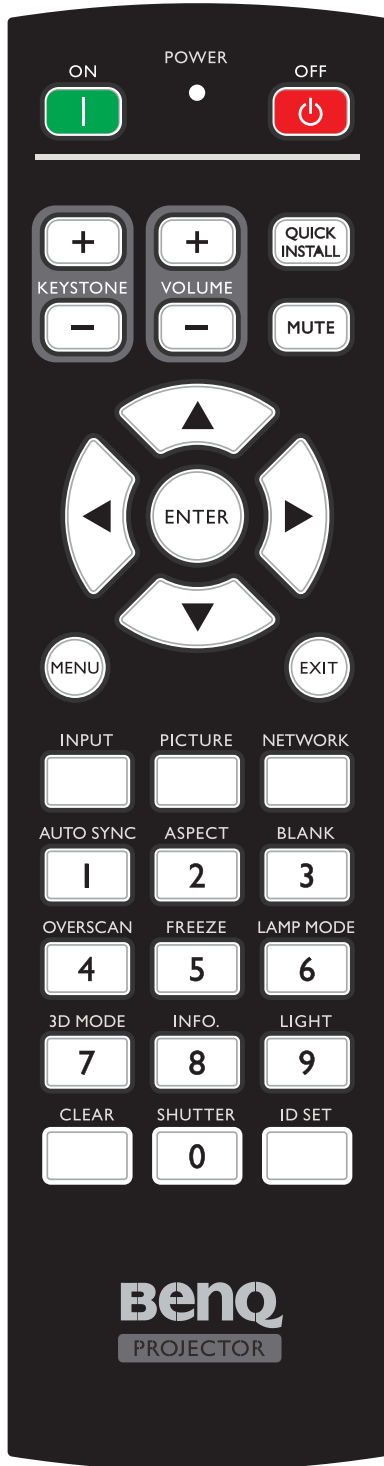 POWER
ON OFF
+ + QUICK
INSTALL
KEYSTONE VOLUME
− − MUTE
ENTER
MENU EXIT
INPUT PICTURE NETWORK
AUTO SYNC ASPECT BLANK
1 2 3
OVERSCAN FREEZE LAMP MODE
4 5 6
3D MODE INFO. LIGHT
7 8 9
CLEAR SHUTTER ID SET
0
BenQ
PROJECTOR